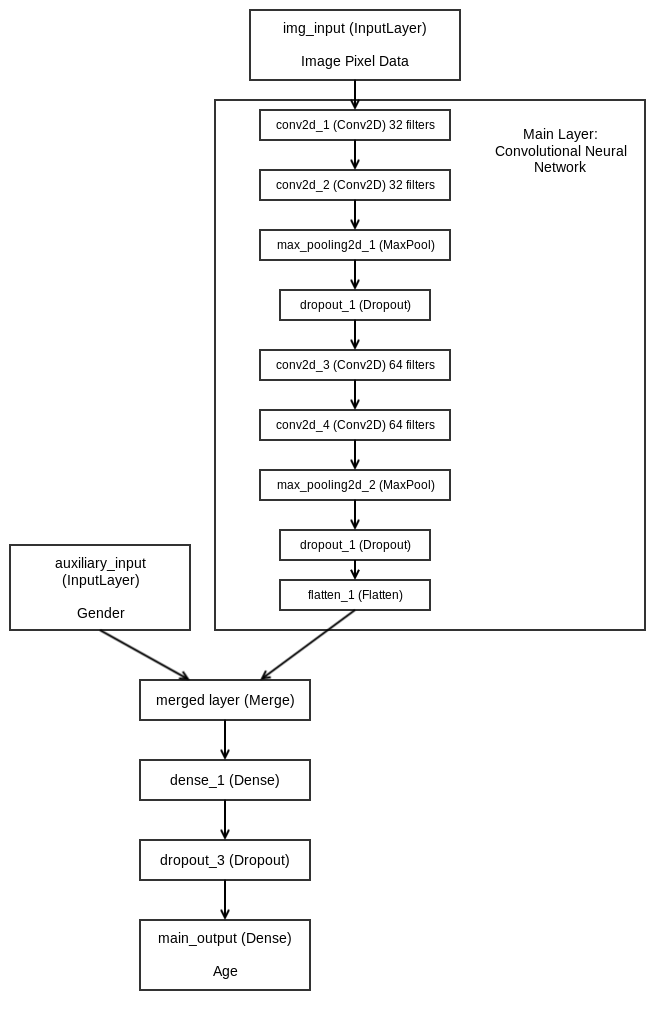 img_input (InputLayer)
Image Pixel Data
conv2d_1 (Conv2D) 32 filters
Main Layer:
Convolutional Neural
Network
conv2d_2 (Conv2D) 32 filters
max_pooling2d_1 (MaxPool)
dropout_1 (Dropout)
conv2d_3 (Conv2D) 64 filters
conv2d_4 (Conv2D) 64 filters
max_pooling2d_2 (MaxPool)
dropout_1 (Dropout)
flatten_1 (Flatten)
auxiliary_input
(InputLayer)
Gender
merged layer (Merge)
dense_1 (Dense)
dropout_3 (Dropout)
main_output (Dense)
Age